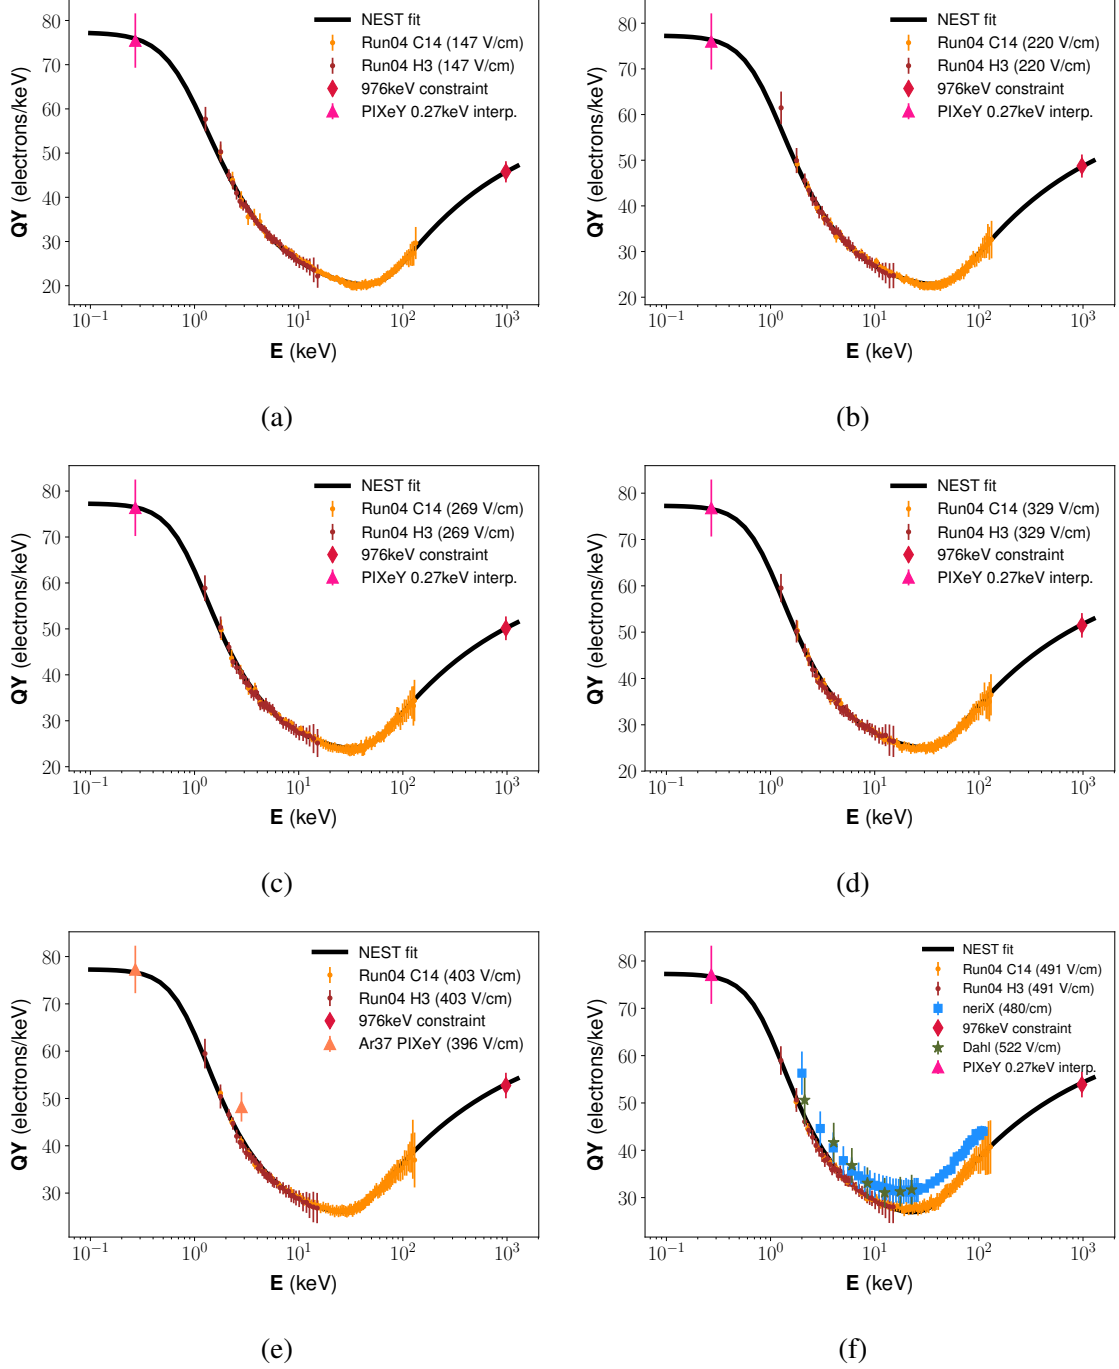 NEST fit
Run04 C14 (147 V/cm)
Run04 H3 (147 V/cm)
976keV constraint
PIXeY 0.27keV interp.
QY (electrons/keV)
80
70
60
50
40
30
20
10⁻¹ 10⁰ 10¹ 10² 10³
E (keV)
(a)
NEST fit
Run04 C14 (220 V/cm)
Run04 H3 (220 V/cm)
976keV constraint
PIXeY 0.27keV interp.
QY (electrons/keV)
80
70
60
50
40
30
20
10⁻¹ 10⁰ 10¹ 10² 10³
E (keV)
(b)
NEST fit
Run04 C14 (269 V/cm)
Run04 H3 (269 V/cm)
976keV constraint
PIXeY 0.27keV interp.
QY (electrons/keV)
80
70
60
50
40
30
20
10⁻¹ 10⁰ 10¹ 10² 10³
E (keV)
(c)
NEST fit
Run04 C14 (329 V/cm)
Run04 H3 (329 V/cm)
976keV constraint
PIXeY 0.27keV interp.
QY (electrons/keV)
80
70
60
50
40
30
20
10⁻¹ 10⁰ 10¹ 10² 10³
E (keV)
(d)
NEST fit
Run04 C14 (403 V/cm)
Run04 H3 (403 V/cm)
976keV constraint
Ar37 PIXeY (396 V/cm)
QY (electrons/keV)
80
70
60
50
40
30
10⁻¹ 10⁰ 10¹ 10² 10³
E (keV)
(e)
NEST fit
Run04 C14 (491 V/cm)
Run04 H3 (491 V/cm)
neriX (480/cm)
976keV constraint
Dahl (522 V/cm)
PIXeY 0.27keV interp.
QY (electrons/keV)
80
70
60
50
40
30
10⁻¹ 10⁰ 10¹ 10² 10³
E (keV)
(f)